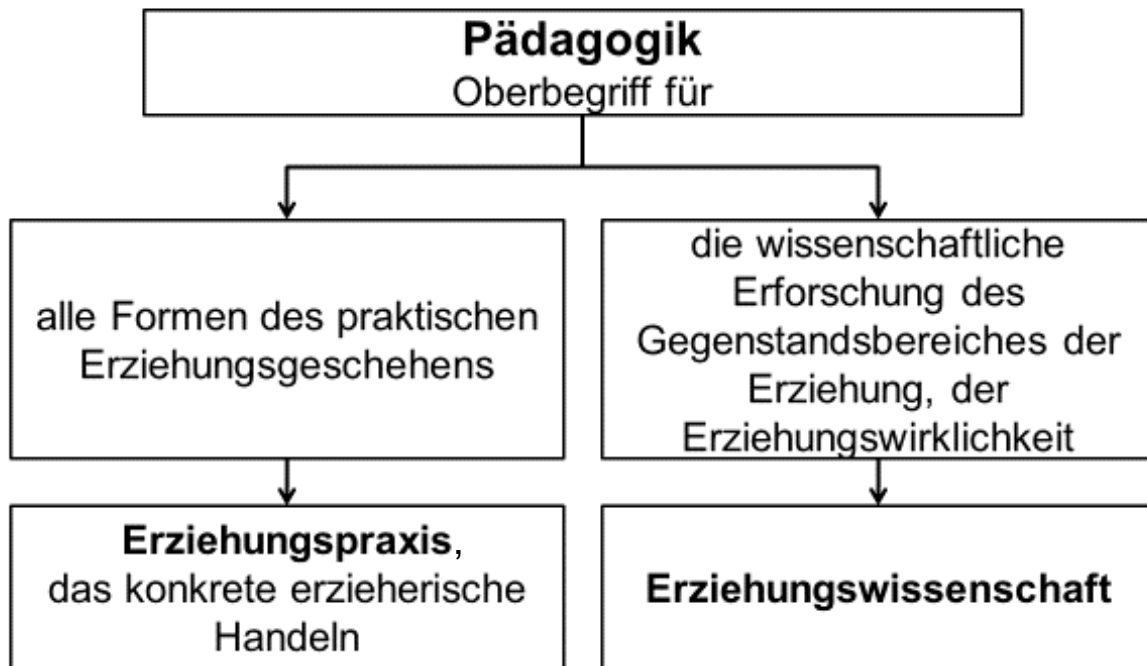 Pädagogik
Oberbegriff für
alle Formen des praktischen
Erziehungsgeschehens
die wissenschaftliche
Erforschung des
Gegenstandsbereiches der
Erziehung, der
Erziehungswirklichkeit
Erziehungspraxis,
das konkrete erzieherische
Handeln
Erziehungswissenschaft